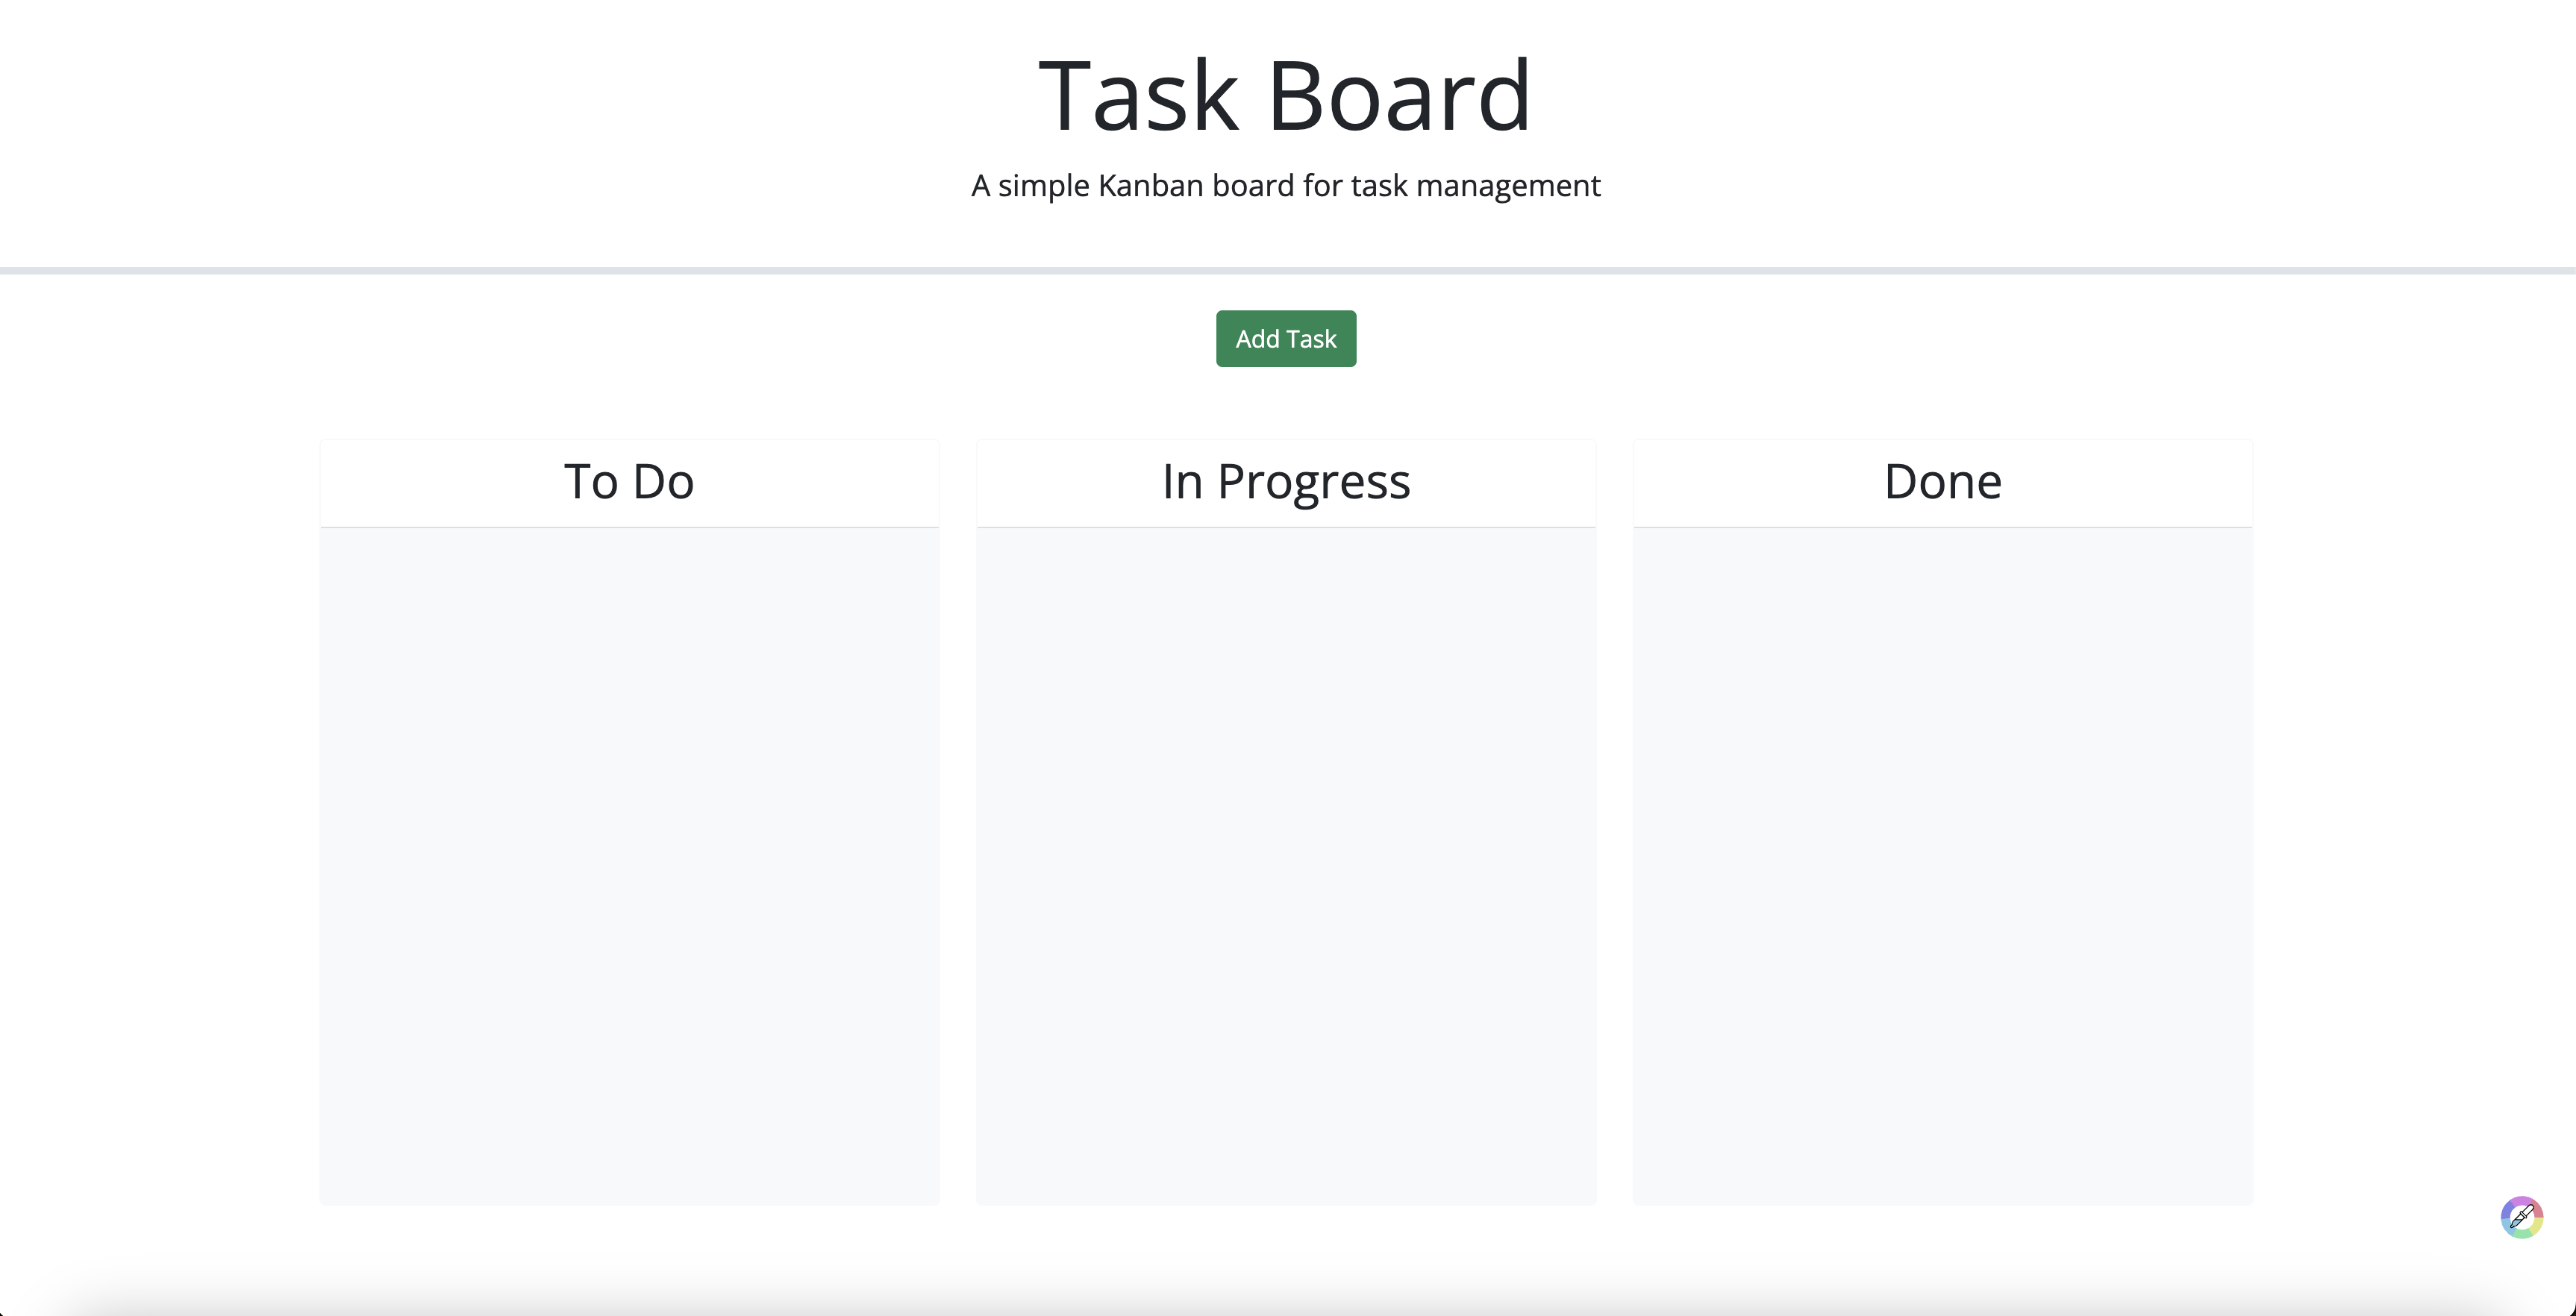 Task Board
A simple Kanban board for task management
Add Task
To Do
In Progress
Done